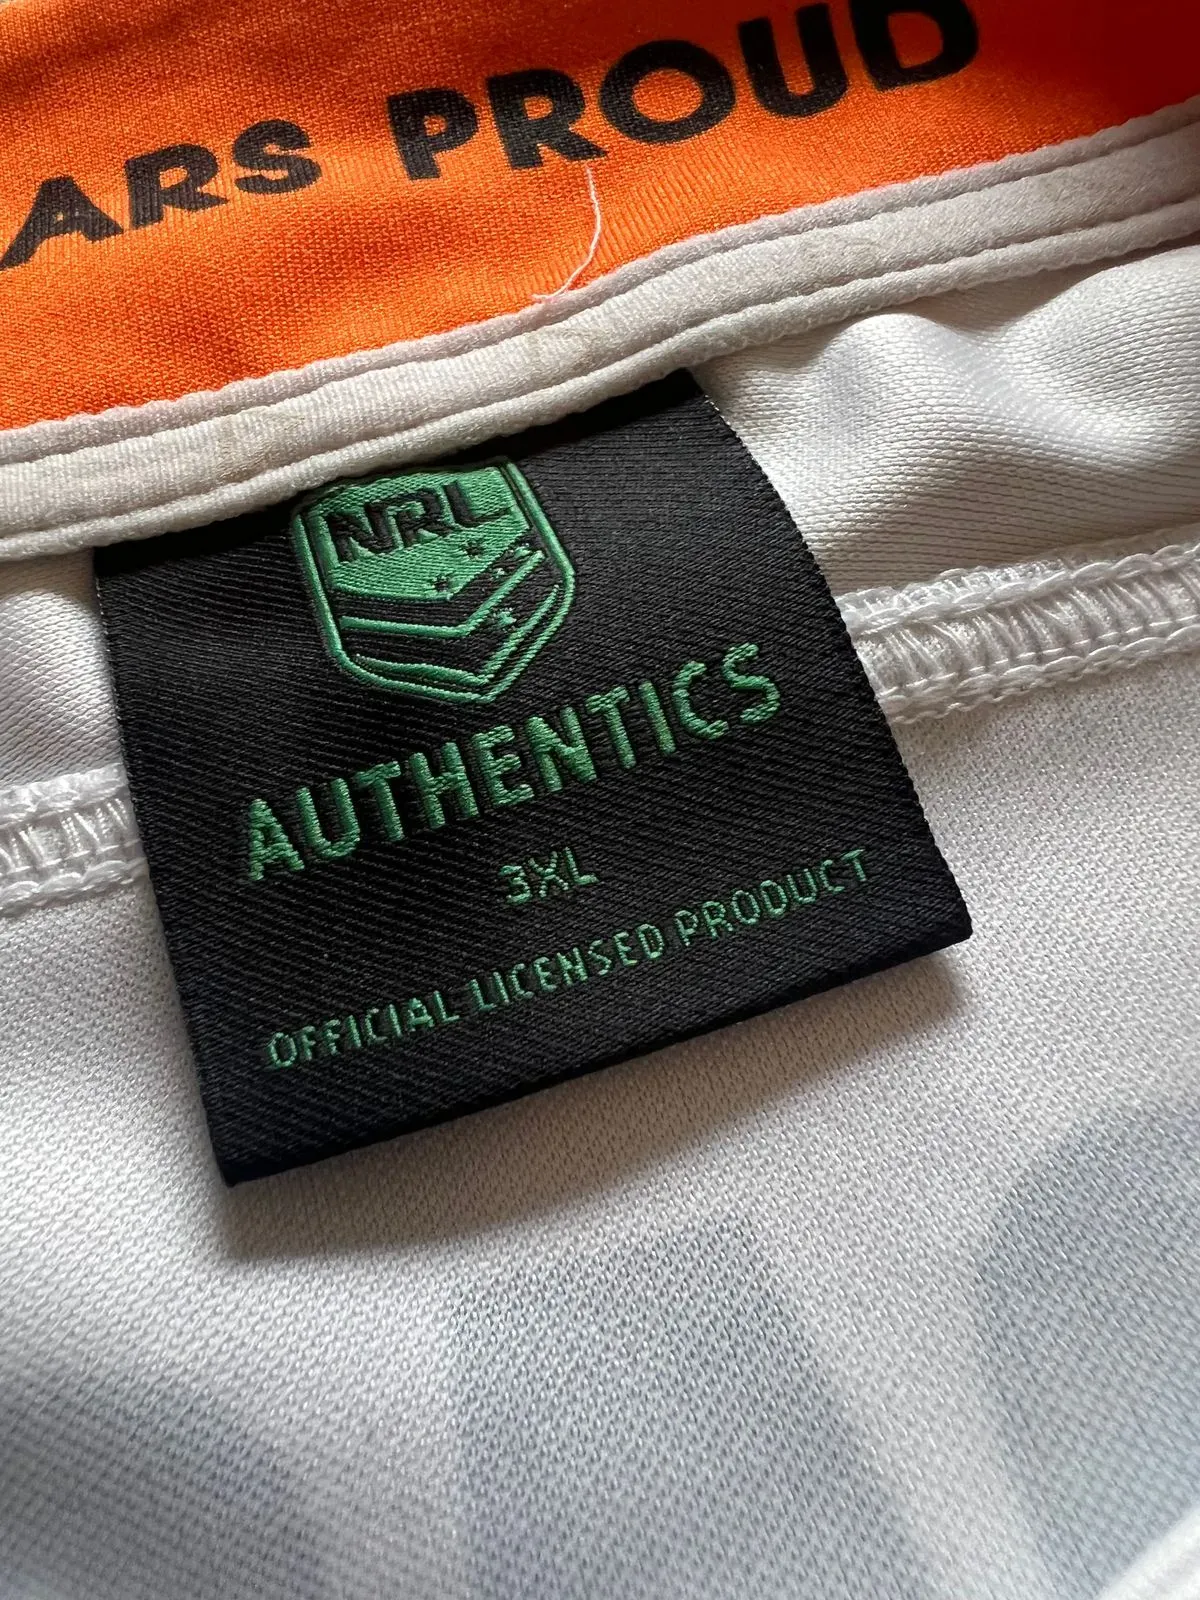 ARS PROUD
NRL
AUTHENTICS
3XL
OFFICIAL LICENSED PRODUCT